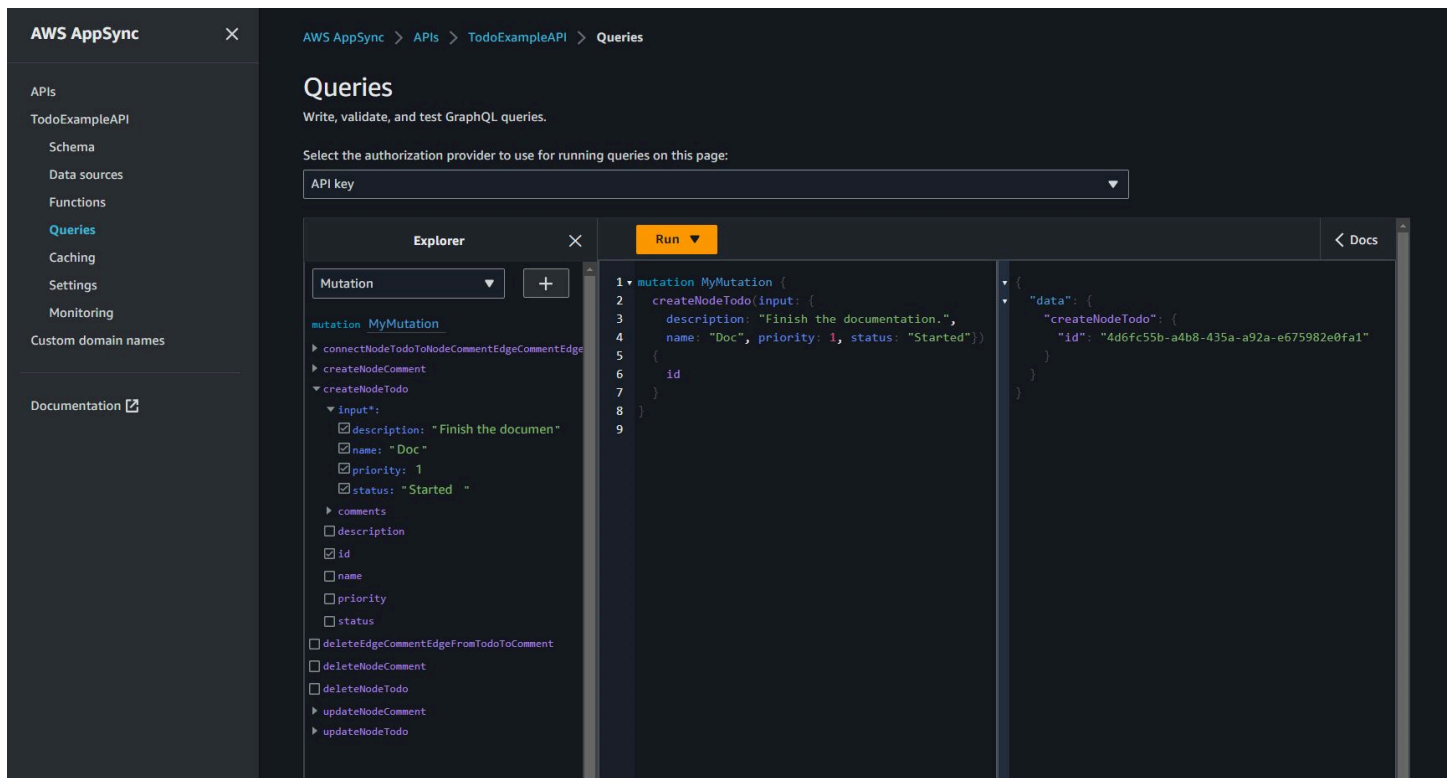 AWS AppSync
APIs
TodoExampleAPI
Schema
Data sources
Functions
Queries
Caching
Settings
Monitoring
Custom domain names
Documentation
AWS AppSync > APIs > TodoExampleAPI > Queries
Queries
Write, validate, and test GraphQL queries.
Select the authorization provider to use for running queries on this page:
API key
Explorer
Mutation
+
mutation MyMutation
connectNodeTodoToNodeCommentEdgeCommentEdge
createNodeComment
createNodeTodo
input*:
description: "Finish the documen"
name: "Doc"
priority: 1
status: "Started "
comments
description
id
name
priority
status
deleteEdgeCommentEdgeFromTodoToComment
deleteNodeComment
deleteNodeTodo
updateNodeComment
updateNodeTodo
Run
< Docs
1 mutation MyMutation {
2 createNodeTodo(input: {
3 description: "Finish the documentation.",
4 name: "Doc", priority: 1, status: "Started"})
5 {
6 id
7 }
8 }
9
{
"data": {
"createNodeTodo": {
"id": "4d6fc55b-a4b8-435a-a92a-e675982e0fa1"
}
}
}